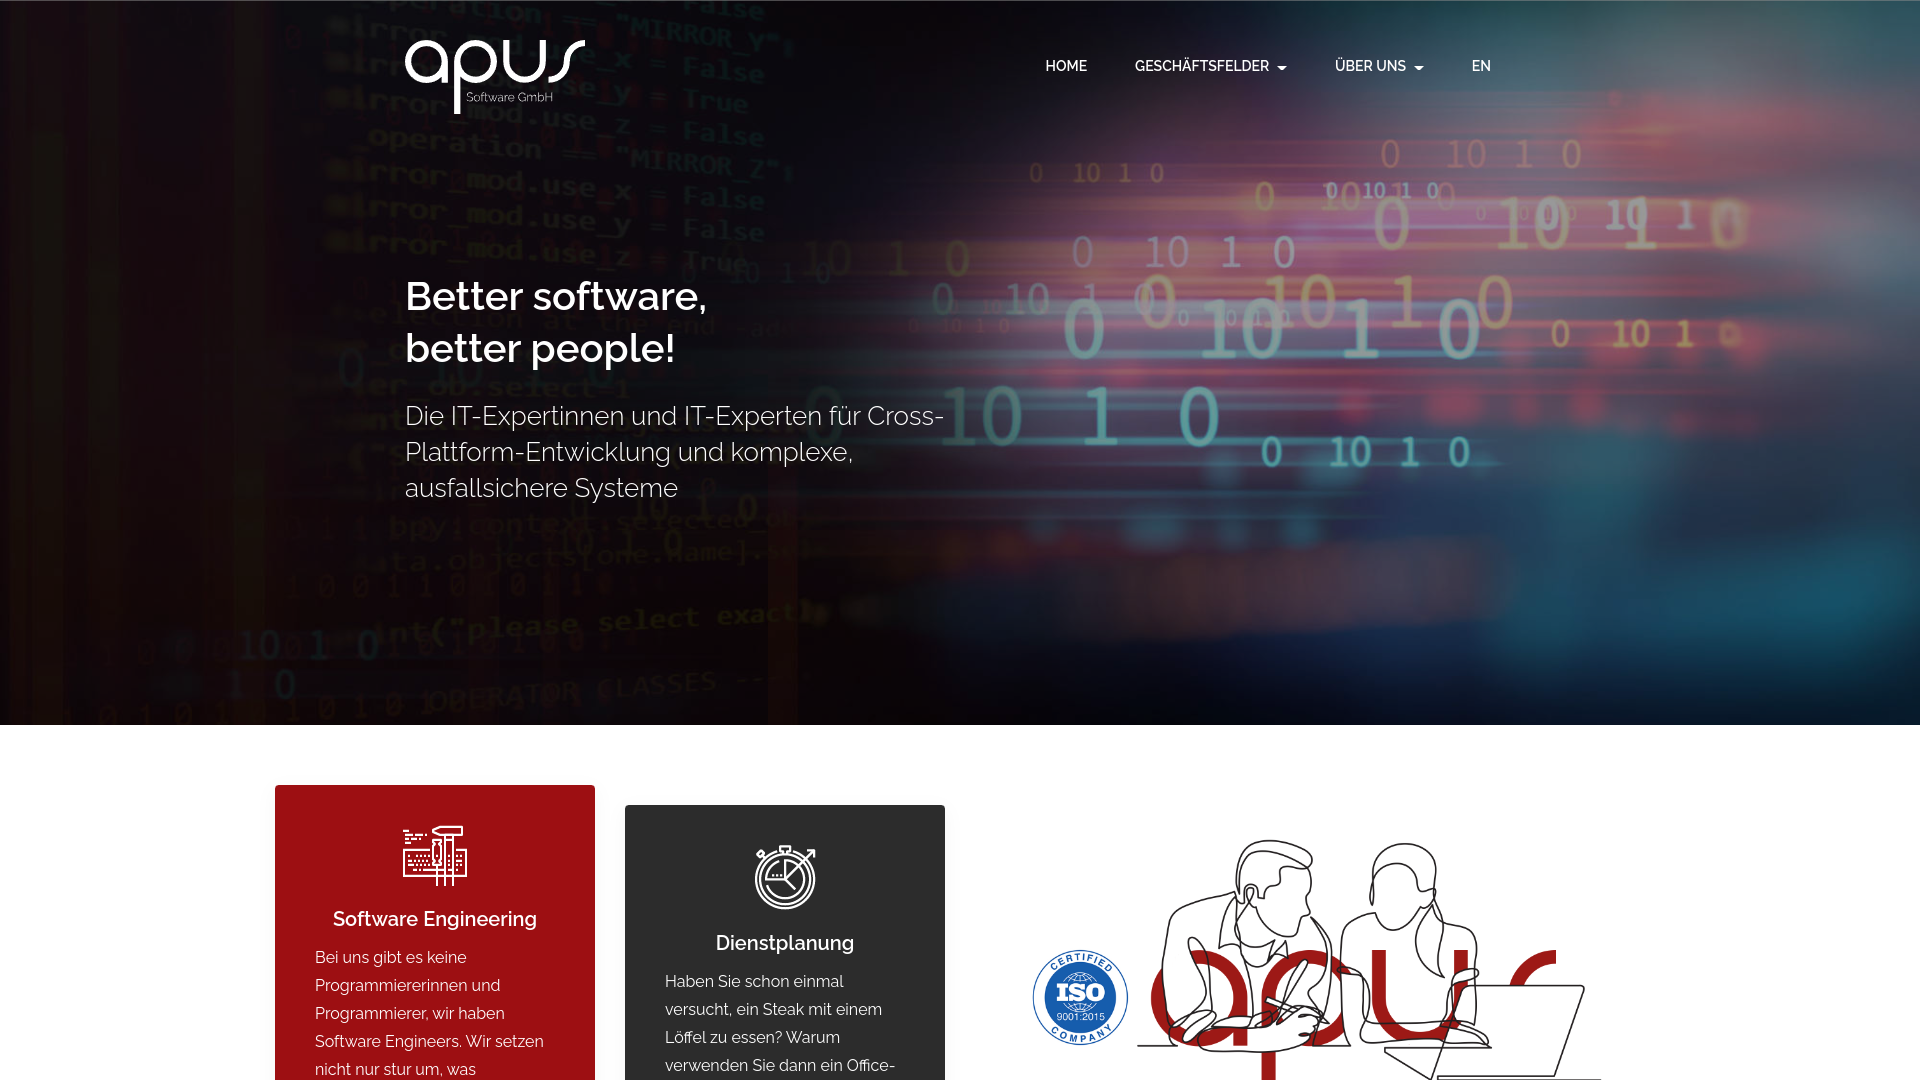 apus
Software GmbH
HOME
GESCHÄFTSFELDER
ÜBER UNS
EN
Better software,
better people!
Die IT-Expertinnen und IT-Experten für Cross-
Plattform-Entwicklung und komplexe,
ausfallsichere Systeme
Software Engineering
Bei uns gibt es keine
Programmiererinnen und
Programmierer, wir haben
Software Engineers. Wir setzen
nicht nur stur um, was
Dienstplanung
Haben Sie schon einmal
versucht, ein Steak mit einem
Löffel zu essen? Warum
verwenden Sie dann ein Office-
CERTIFIED
ISO
9001:2015
COMPANY
apus